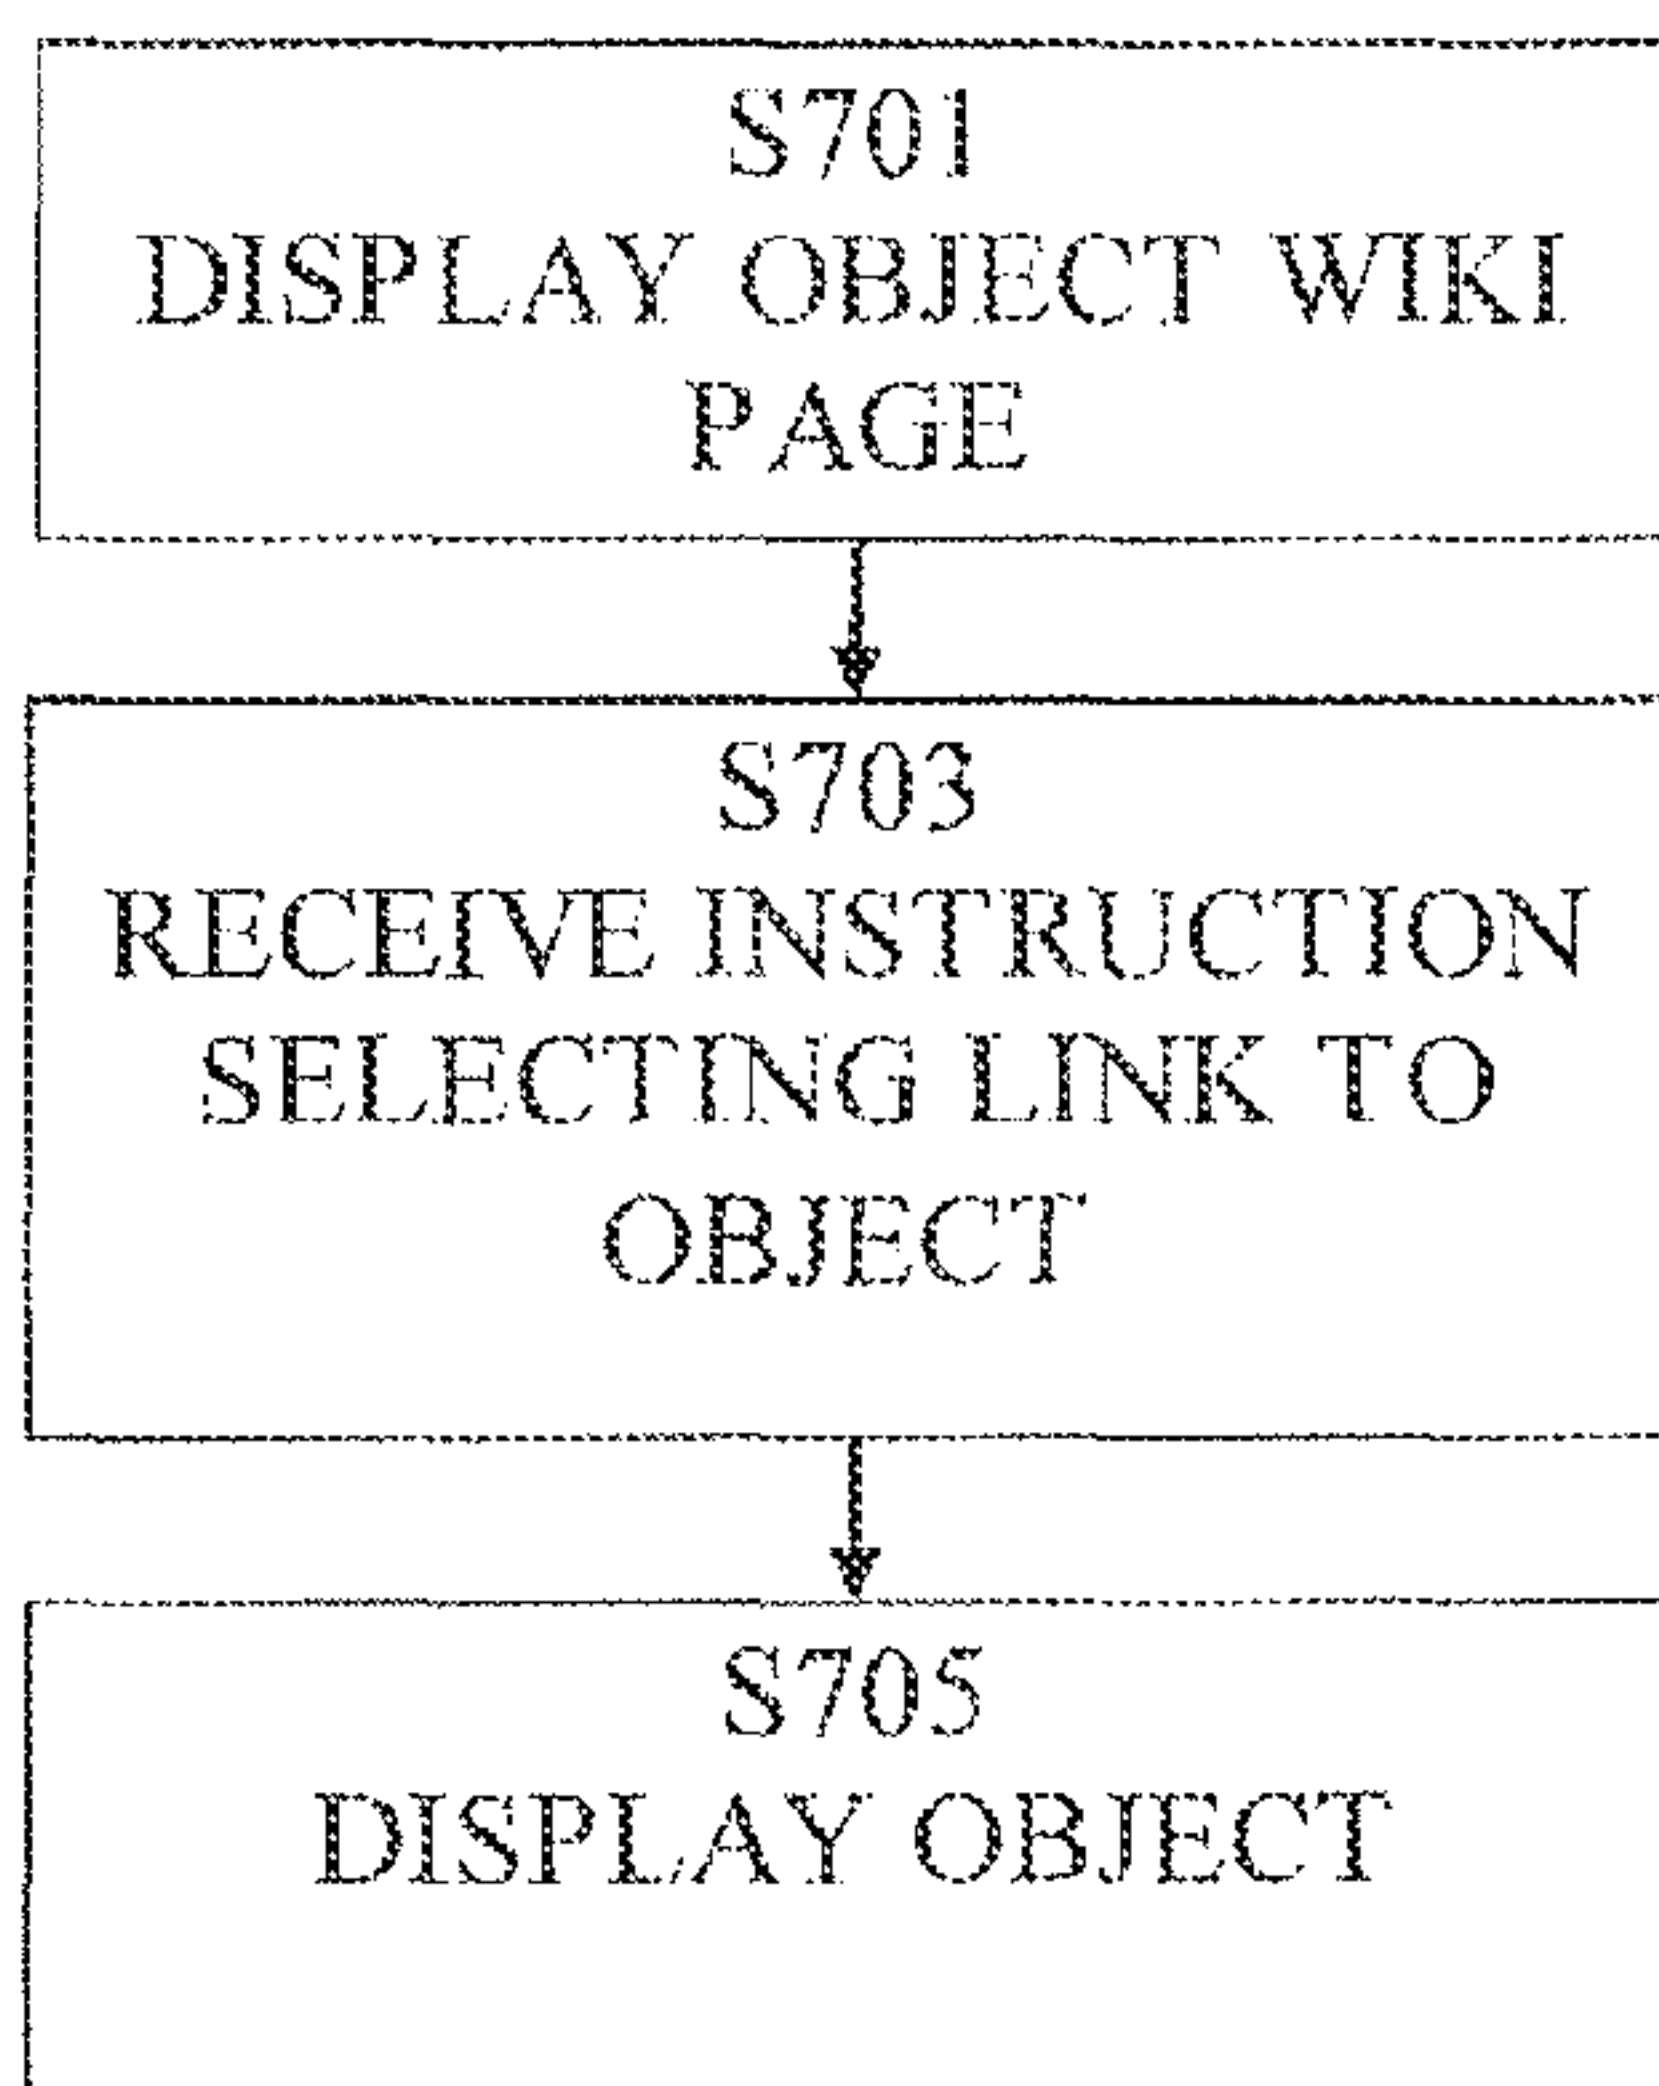 S701
DISPLAY OBJECT WIKI
PAGE
S703
RECEIVE INSTRUCTION
SELECTING LINK TO
OBJECT
S705
DISPLAY OBJECT